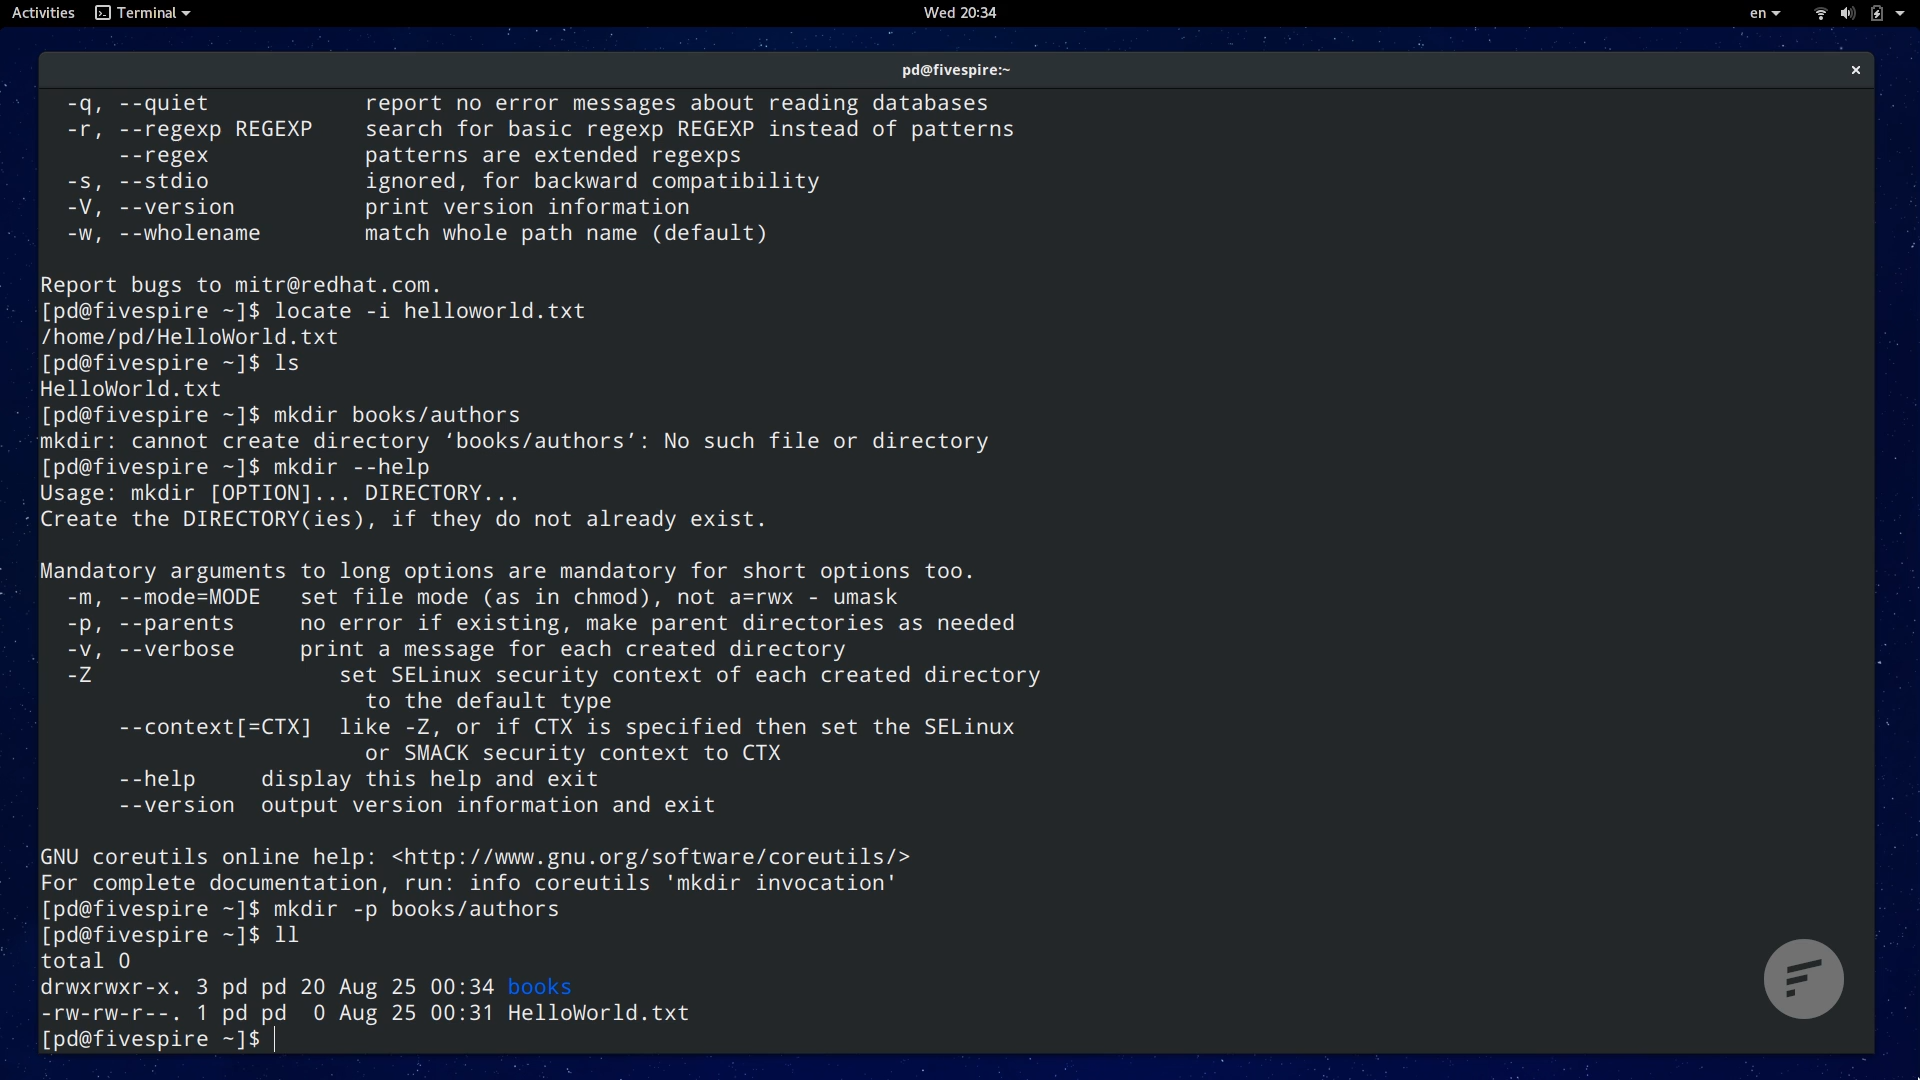 Activities Terminal Wed 20:34 en
pd@fivespire:~
-q, --quiet report no error messages about reading databases
-r, --regexp REGEXP search for basic regexp REGEXP instead of patterns
--regex patterns are extended regexps
-s, --stdio ignored, for backward compatibility
-V, --version print version information
-w, --wholename match whole path name (default)
Report bugs to mitr@redhat.com.
[pd@fivespire ~]$ locate -i helloworld.txt
/home/pd/HelloWorld.txt
[pd@fivespire ~]$ ls
HelloWorld.txt
[pd@fivespire ~]$ mkdir books/authors
mkdir: cannot create directory ‘books/authors’: No such file or directory
[pd@fivespire ~]$ mkdir --help
Usage: mkdir [OPTION]... DIRECTORY...
Create the DIRECTORY(ies), if they do not already exist.
Mandatory arguments to long options are mandatory for short options too.
-m, --mode=MODE set file mode (as in chmod), not a=rwx - umask
-p, --parents no error if existing, make parent directories as needed
-v, --verbose print a message for each created directory
-Z set SELinux security context of each created directory
to the default type
--context[=CTX] like -Z, or if CTX is specified then set the SELinux
or SMACK security context to CTX
--help display this help and exit
--version output version information and exit
GNU coreutils online help: <http://www.gnu.org/software/coreutils/>
For complete documentation, run: info coreutils 'mkdir invocation'
[pd@fivespire ~]$ mkdir -p books/authors
[pd@fivespire ~]$ ll
total 0
drwxrwxr-x. 3 pd pd 20 Aug 25 00:34 books
-rw-rw-r--. 1 pd pd 0 Aug 25 00:31 HelloWorld.txt
[pd@fivespire ~]$